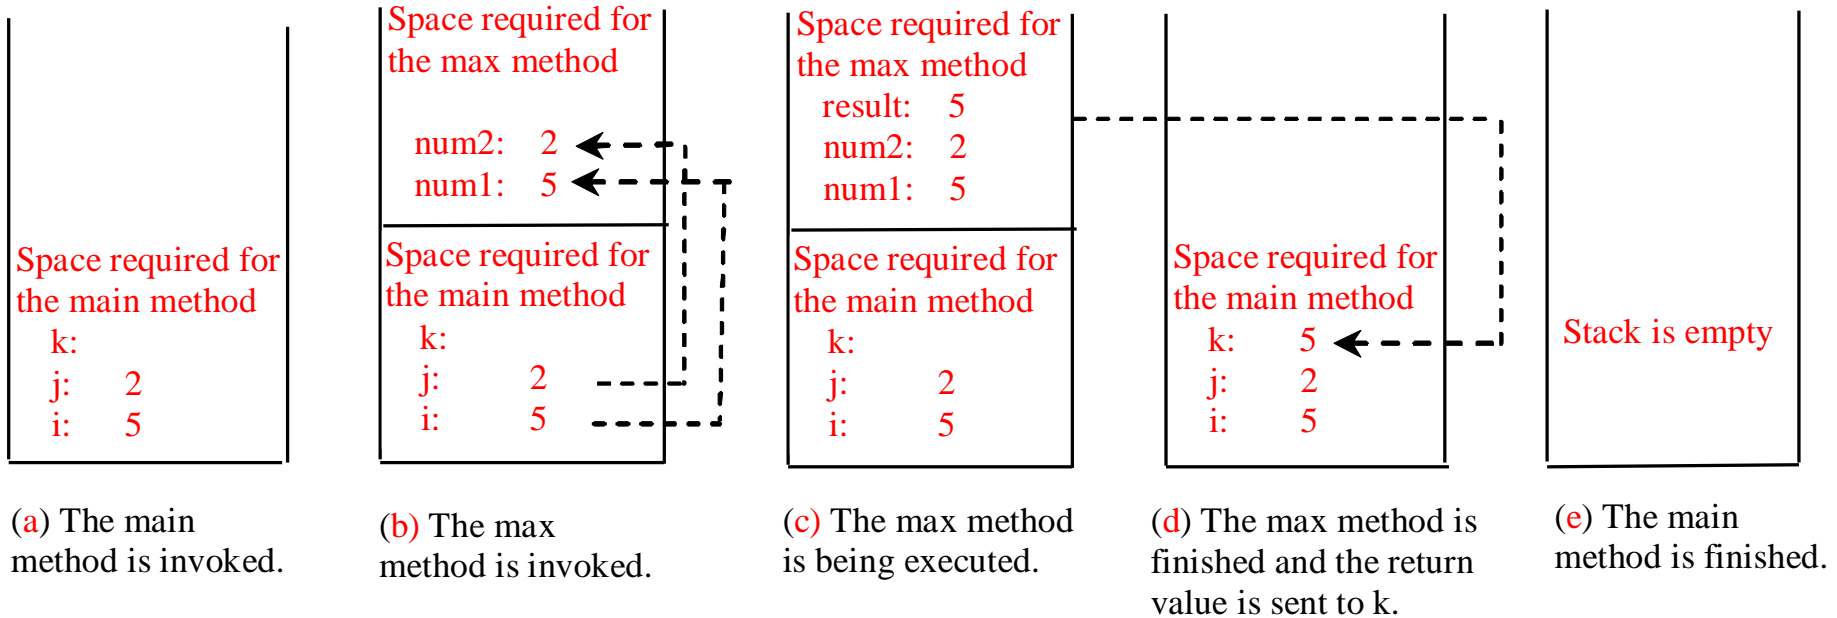 Space required for
the main method
k:
j: 2
i: 5
(a) The main
method is invoked.
Space required for
the max method
num2: 2
num1: 5
Space required for
the main method
k:
j: 2
i: 5
(b) The max
method is invoked.
Space required for
the max method
result: 5
num2: 2
num1: 5
Space required for
the main method
k:
j: 2
i: 5
(c) The max method
is being executed.
Space required for
the main method
k: 5
j: 2
i: 5
(d) The max method is
finished and the return
value is sent to k.
Stack is empty
(e) The main
method is finished.